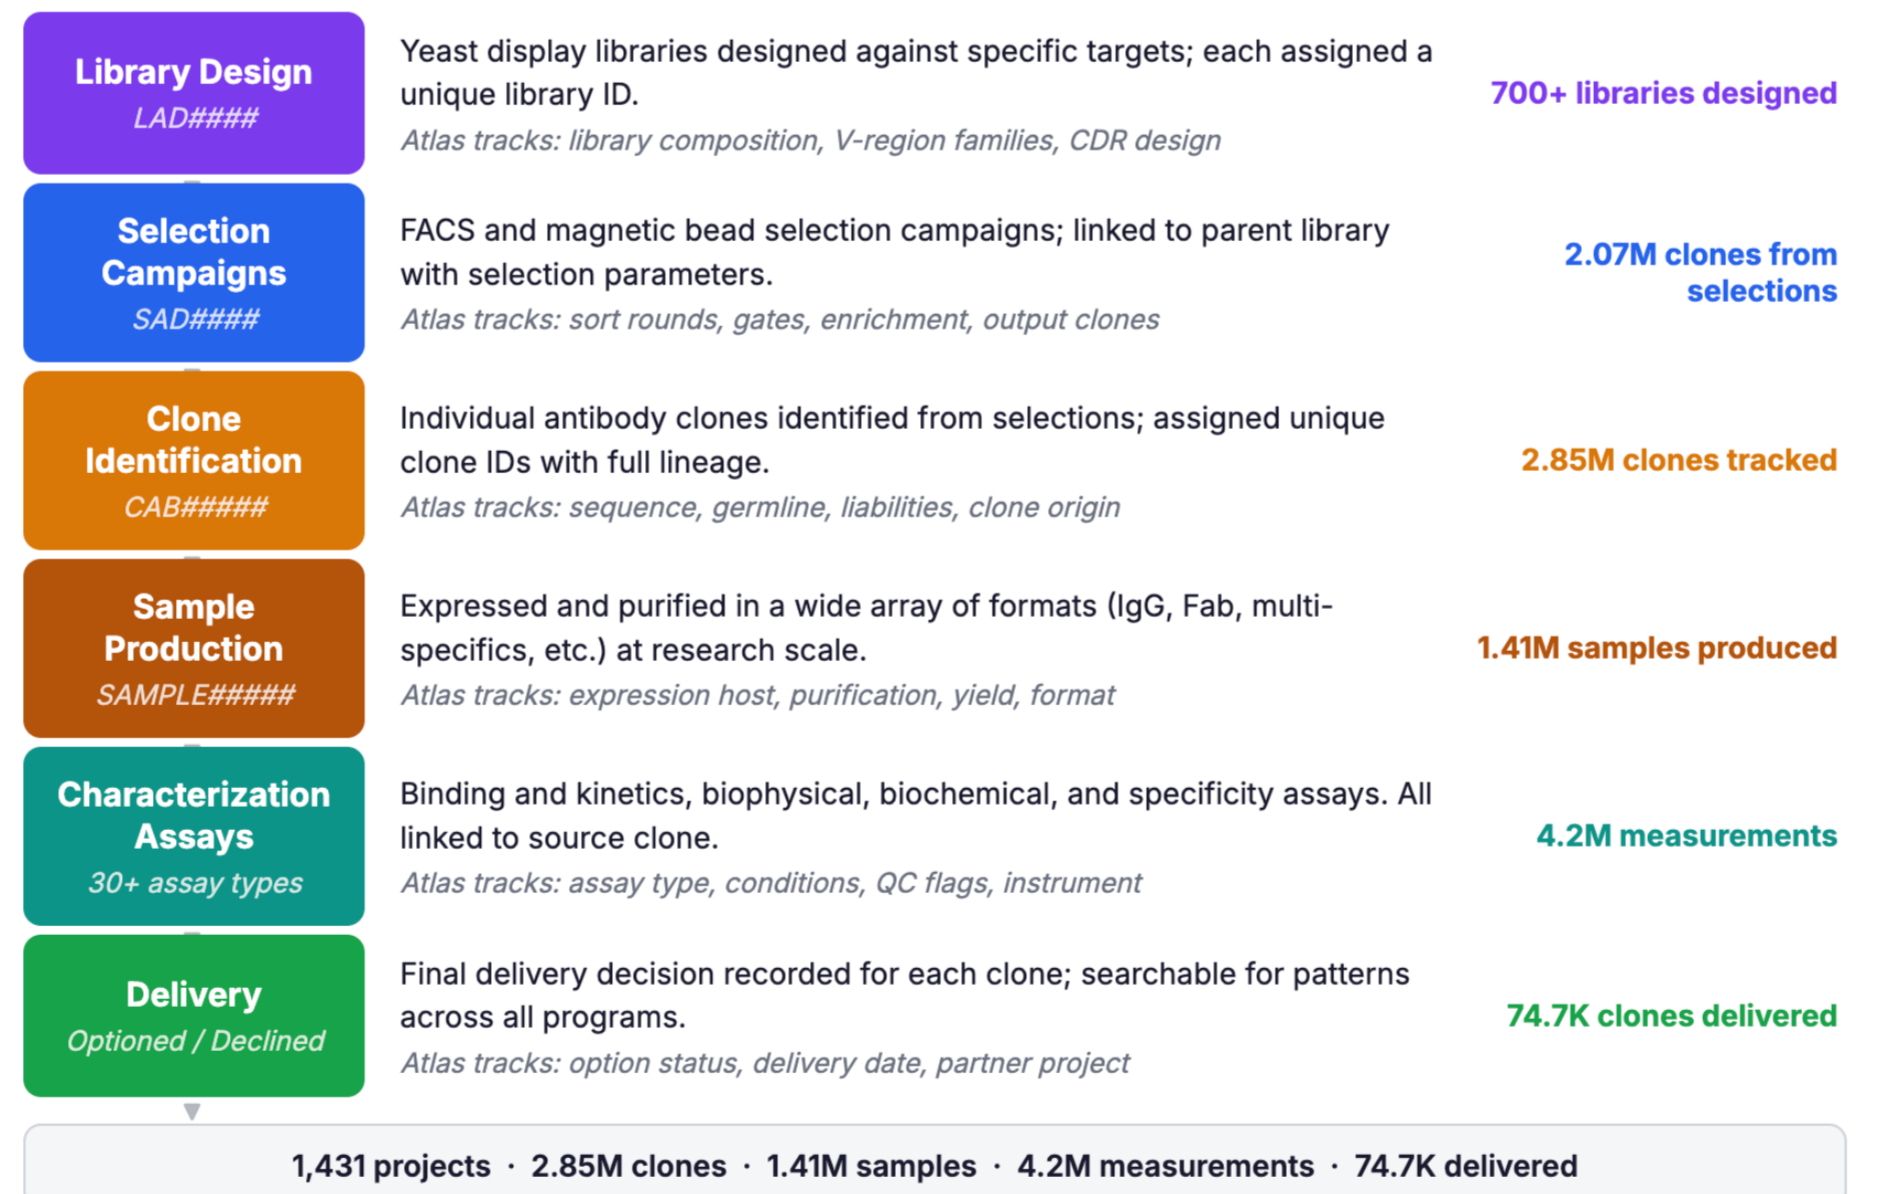 Library Design
LAD####
Yeast display libraries designed against specific targets; each assigned a
unique library ID.
Atlas tracks: library composition, V-region families, CDR design
700+ libraries designed
Selection
Campaigns
SAD####
FACS and magnetic bead selection campaigns; linked to parent library
with selection parameters.
Atlas tracks: sort rounds, gates, enrichment, output clones
2.07M clones from
selections
Clone
Identification
CAB#####
Individual antibody clones identified from selections; assigned unique
clone IDs with full lineage.
Atlas tracks: sequence, germline, liabilities, clone origin
2.85M clones tracked
Sample
Production
SAMPLE#####
Expressed and purified in a wide array of formats (IgG, Fab, multi-
specifics, etc.) at research scale.
Atlas tracks: expression host, purification, yield, format
1.41M samples produced
Characterization
Assays
30+ assay types
Binding and kinetics, biophysical, biochemical, and specificity assays. All
linked to source clone.
Atlas tracks: assay type, conditions, QC flags, instrument
4.2M measurements
Delivery
Optioned / Declined
Final delivery decision recorded for each clone; searchable for patterns
across all programs.
Atlas tracks: option status, delivery date, partner project
74.7K clones delivered
1,431 projects · 2.85M clones · 1.41M samples · 4.2M measurements · 74.7K delivered